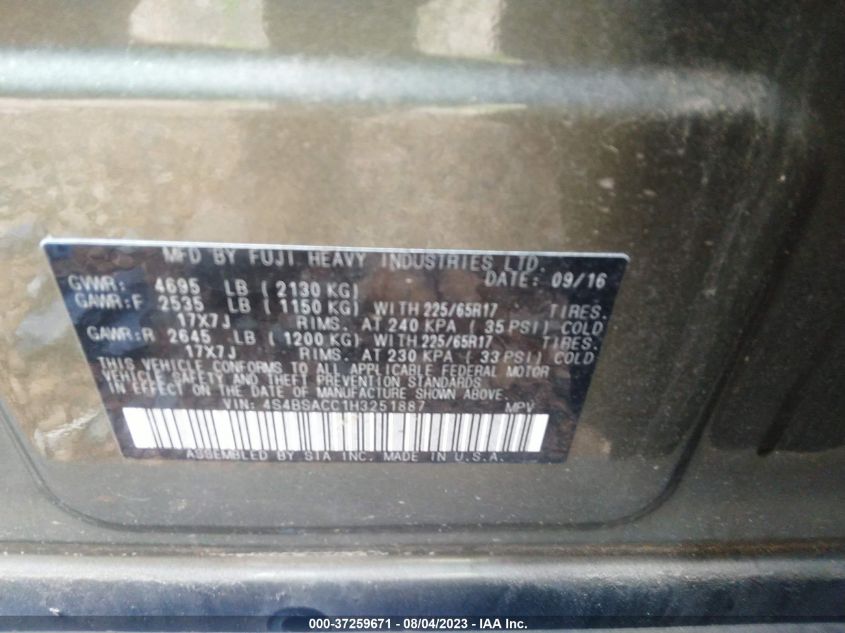 MFD BY FUJI HEAVY INDUSTRIES LTD.
DATE: 09/16
GVWR: 4695 LB ( 2130 KG)
GAWR:F 2535 LB ( 1150 KG) WITH 225/65R17 TIRES.
17X7J RIMS. AT 240 KPA ( 35 PSI) COLD
GAWR:R 2645 LB ( 1200 KG) WITH 225/65R17 TIRES.
17X7J RIMS. AT 230 KPA ( 33 PSI) COLD
THIS VEHICLE CONFORMS TO ALL APPLICABLE FEDERAL MOTOR
VEHICLE SAFETY AND THEFT PREVENTION STANDARDS
IN EFFECT ON THE DATE OF MANUFACTURE SHOWN ABOVE.
VIN: 4S4BSACC1H3251887 MPV
ASSEMBLED BY SIA INC. MADE IN U.S.A.
000-37259671 - 08/04/2023 - IAA Inc.